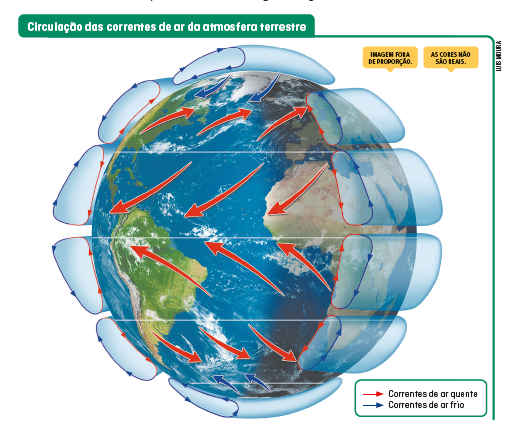 Circulação das correntes de ar da atmosfera terrestre
IMAGEM FORA
DE PROPORÇÃO.
AS CORES NÃO
SÃO REAIS.
LUIS MOURA
Correntes de ar quente
Correntes de ar frio